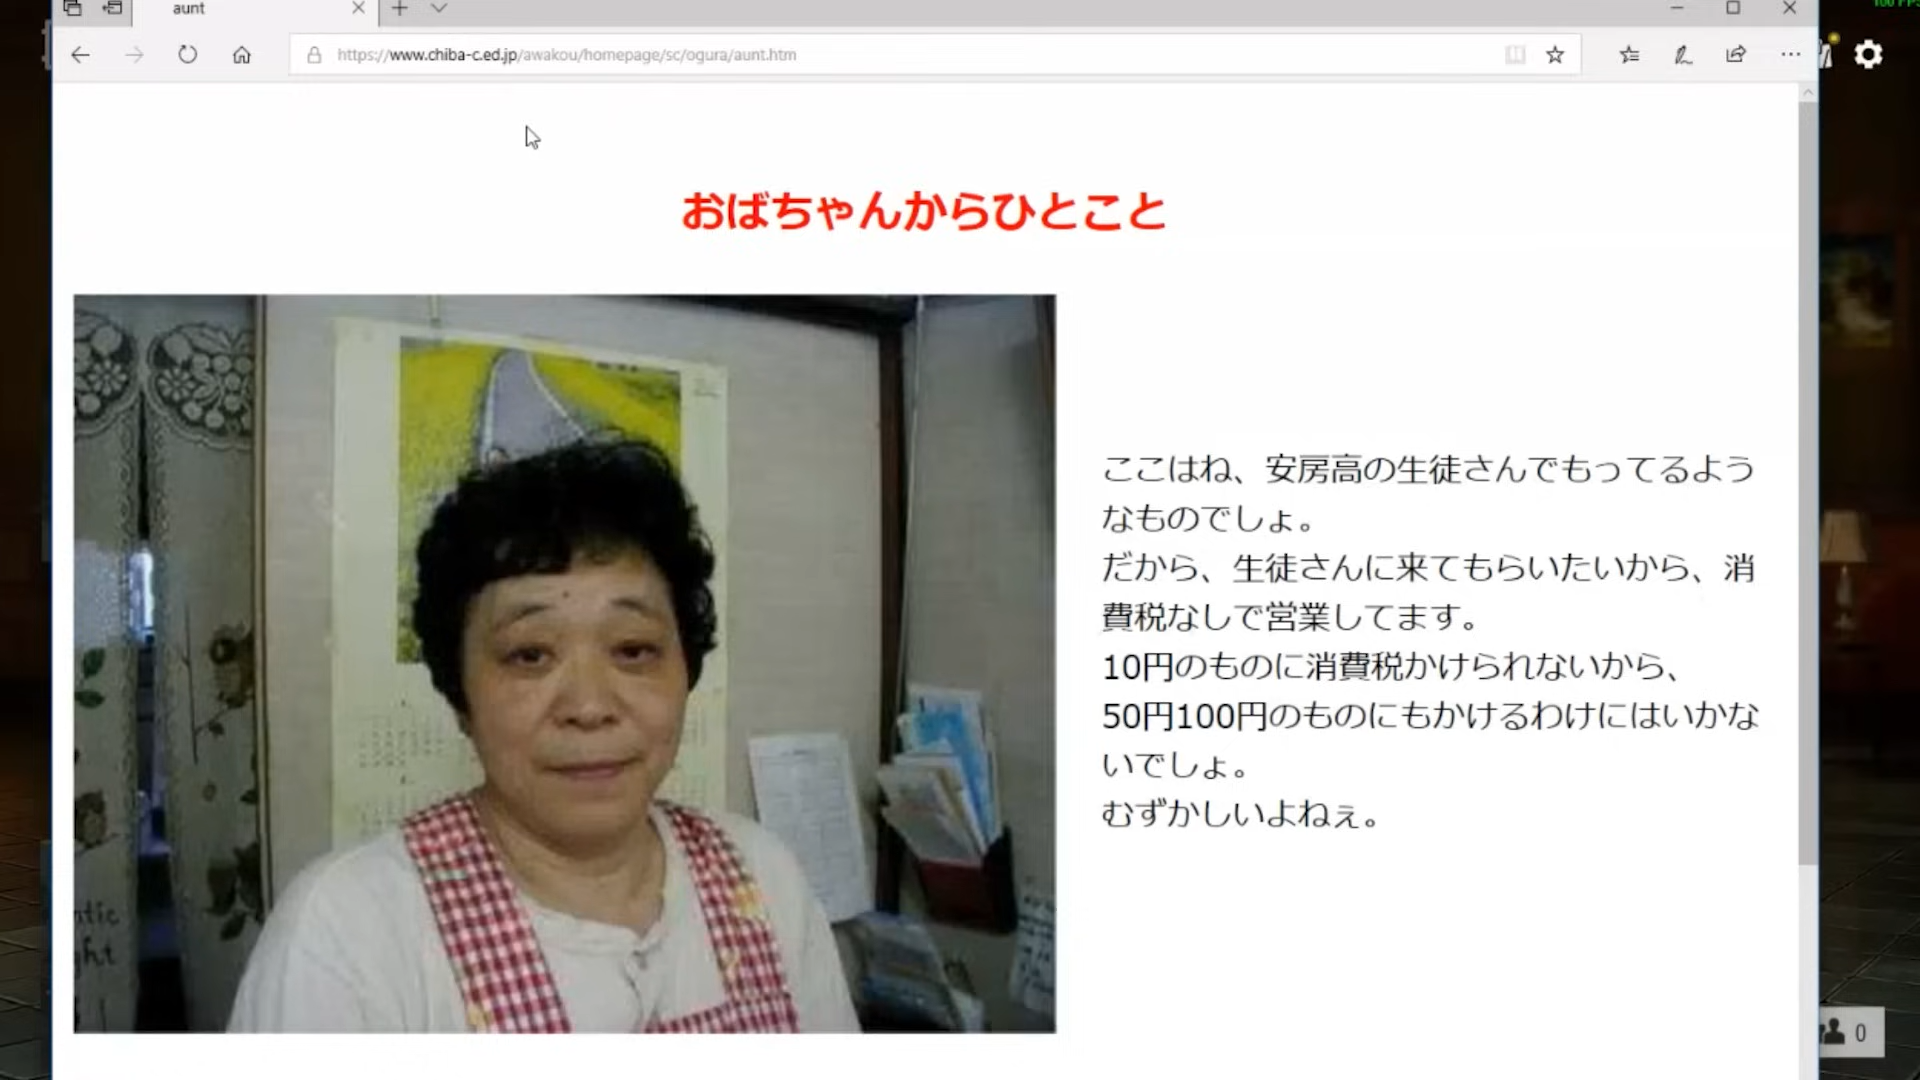 aunt
https://www.chiba-c.ed.jp/awakou/homepage/sc/ogura/aunt.htm
おばちゃんからひとこと
ここはね、安房高の生徒さんでもってるよう
なものでしょ。
だから、生徒さんに来てもらいたいから、消
費税なしで営業してます。
10円のものに消費税かけられないから、
50円100円のものにもかけるわけにはいかな
いでしょ。
むずかしいよねぇ。
0